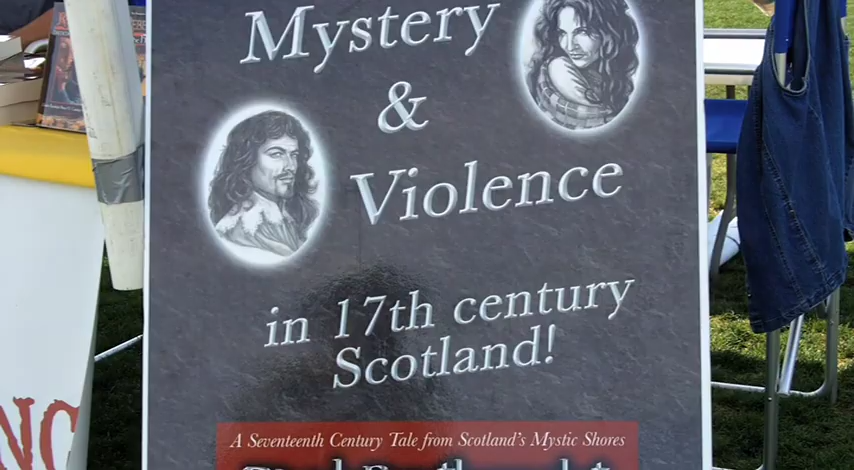 Mystery
&
Violence
in 17th century
Scotland!
A Seventeenth Century Tale from Scotland's Mystic Shores